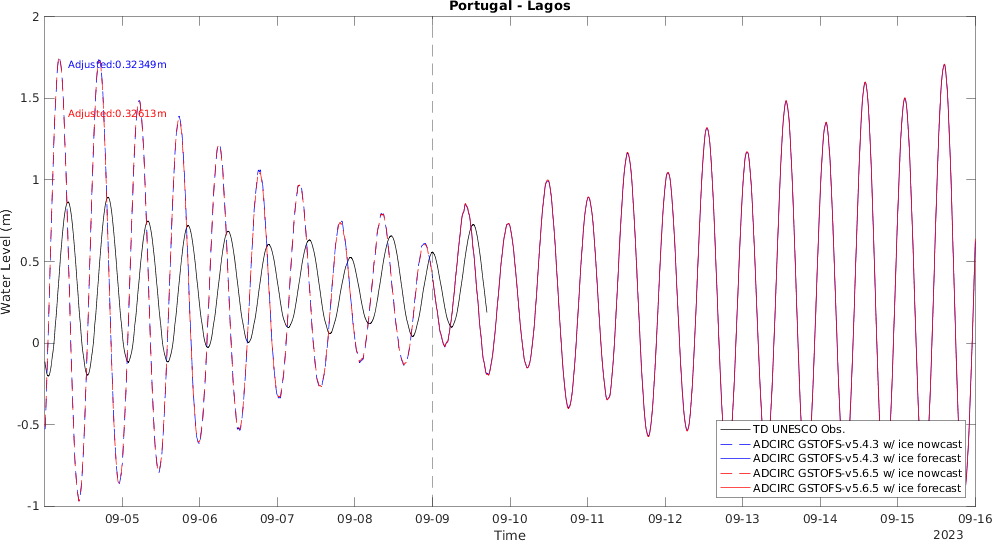 Portugal - Lagos
2
1.5
1
0.5
0
-0.5
-1
Water Level (m)
Adjusted:0.32349m
Adjusted:0.32613m
TD UNESCO Obs.
ADCIRC GSTOFS-v5.4.3 w/ ice nowcast
ADCIRC GSTOFS-v5.4.3 w/ ice forecast
ADCIRC GSTOFS-v5.6.5 w/ ice nowcast
ADCIRC GSTOFS-v5.6.5 w/ ice forecast
09-05 09-06 09-07 09-08 09-09 09-10 09-11 09-12 09-13 09-14 09-15 09-16
Time
2023